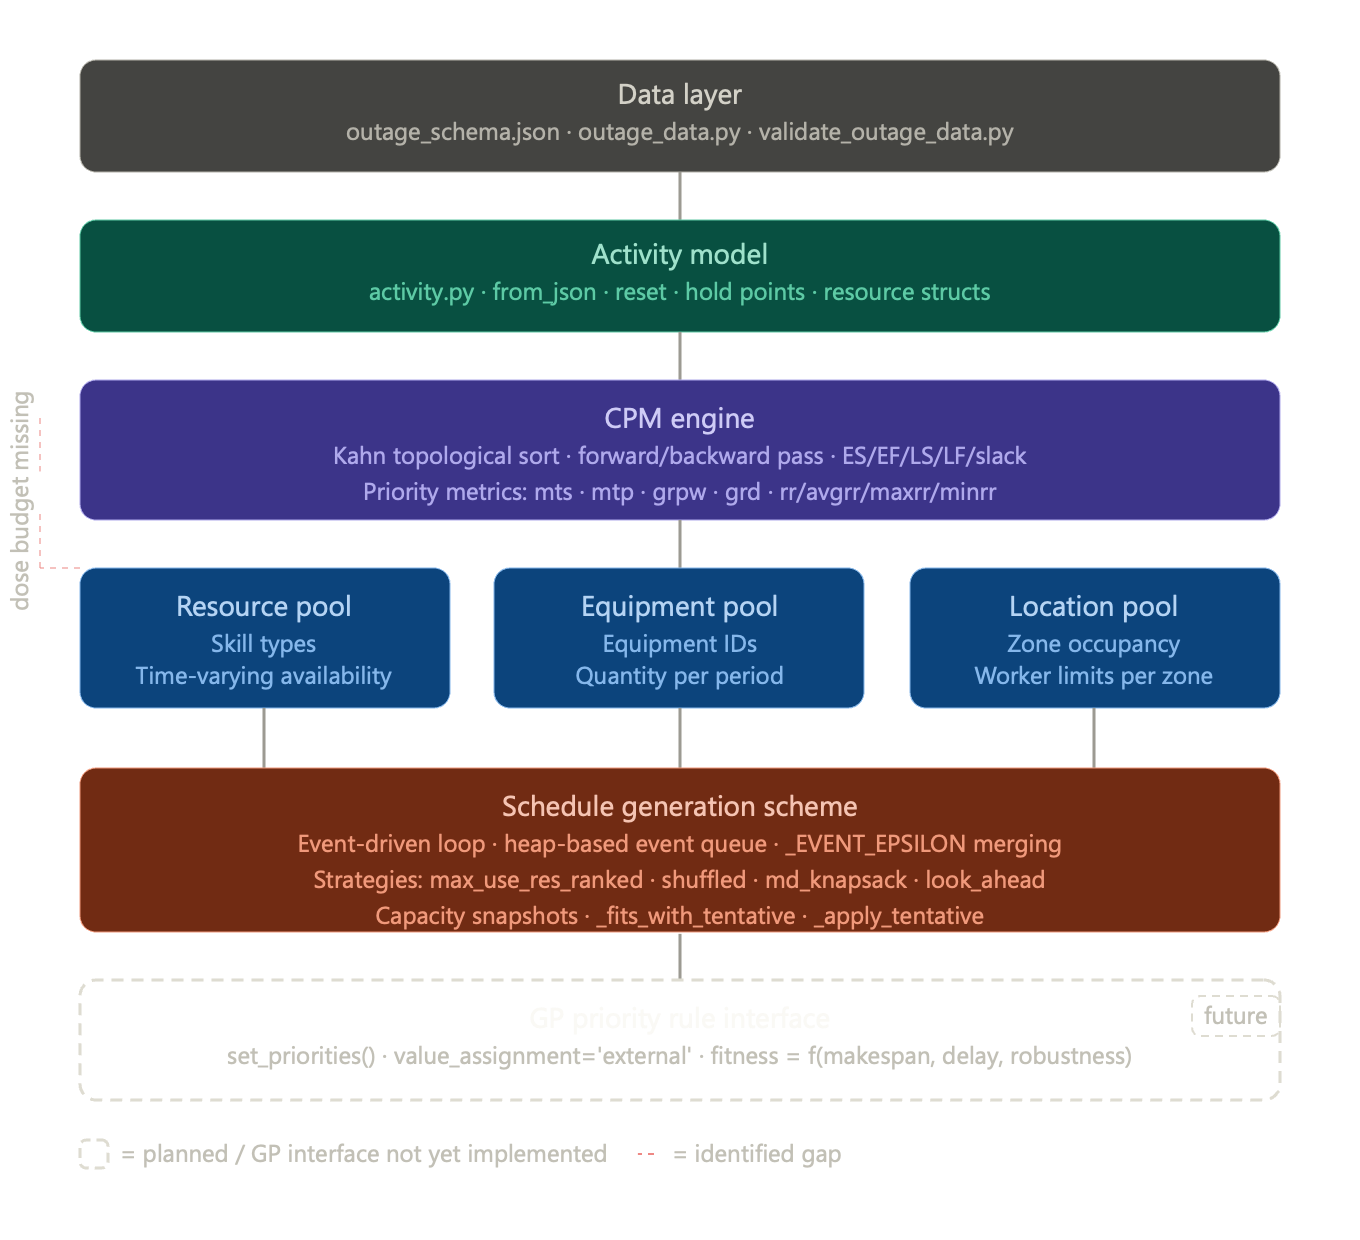 Data layer
outage_schema.json · outage_data.py · validate_outage_data.py
Activity model
activity.py · from_json · reset · hold points · resource structs
dose budget missing
CPM engine
Kahn topological sort · forward/backward pass · ES/EF/LS/LF/slack
Priority metrics: mts · mtp · grpw · grd · rr/avgrr/maxrr/minrr
Resource pool
Skill types
Time-varying availability
Equipment pool
Equipment IDs
Quantity per period
Location pool
Zone occupancy
Worker limits per zone
Schedule generation scheme
Event-driven loop · heap-based event queue · _EVENT_EPSILON merging
Strategies: max_use_res_ranked · shuffled · md_knapsack · look_ahead
Capacity snapshots · _fits_with_tentative · _apply_tentative
GP priority rule interface
future
set_priorities() · value_assignment='external' · fitness = f(makespan, delay, robustness)
= planned / GP interface not yet implemented
= identified gap